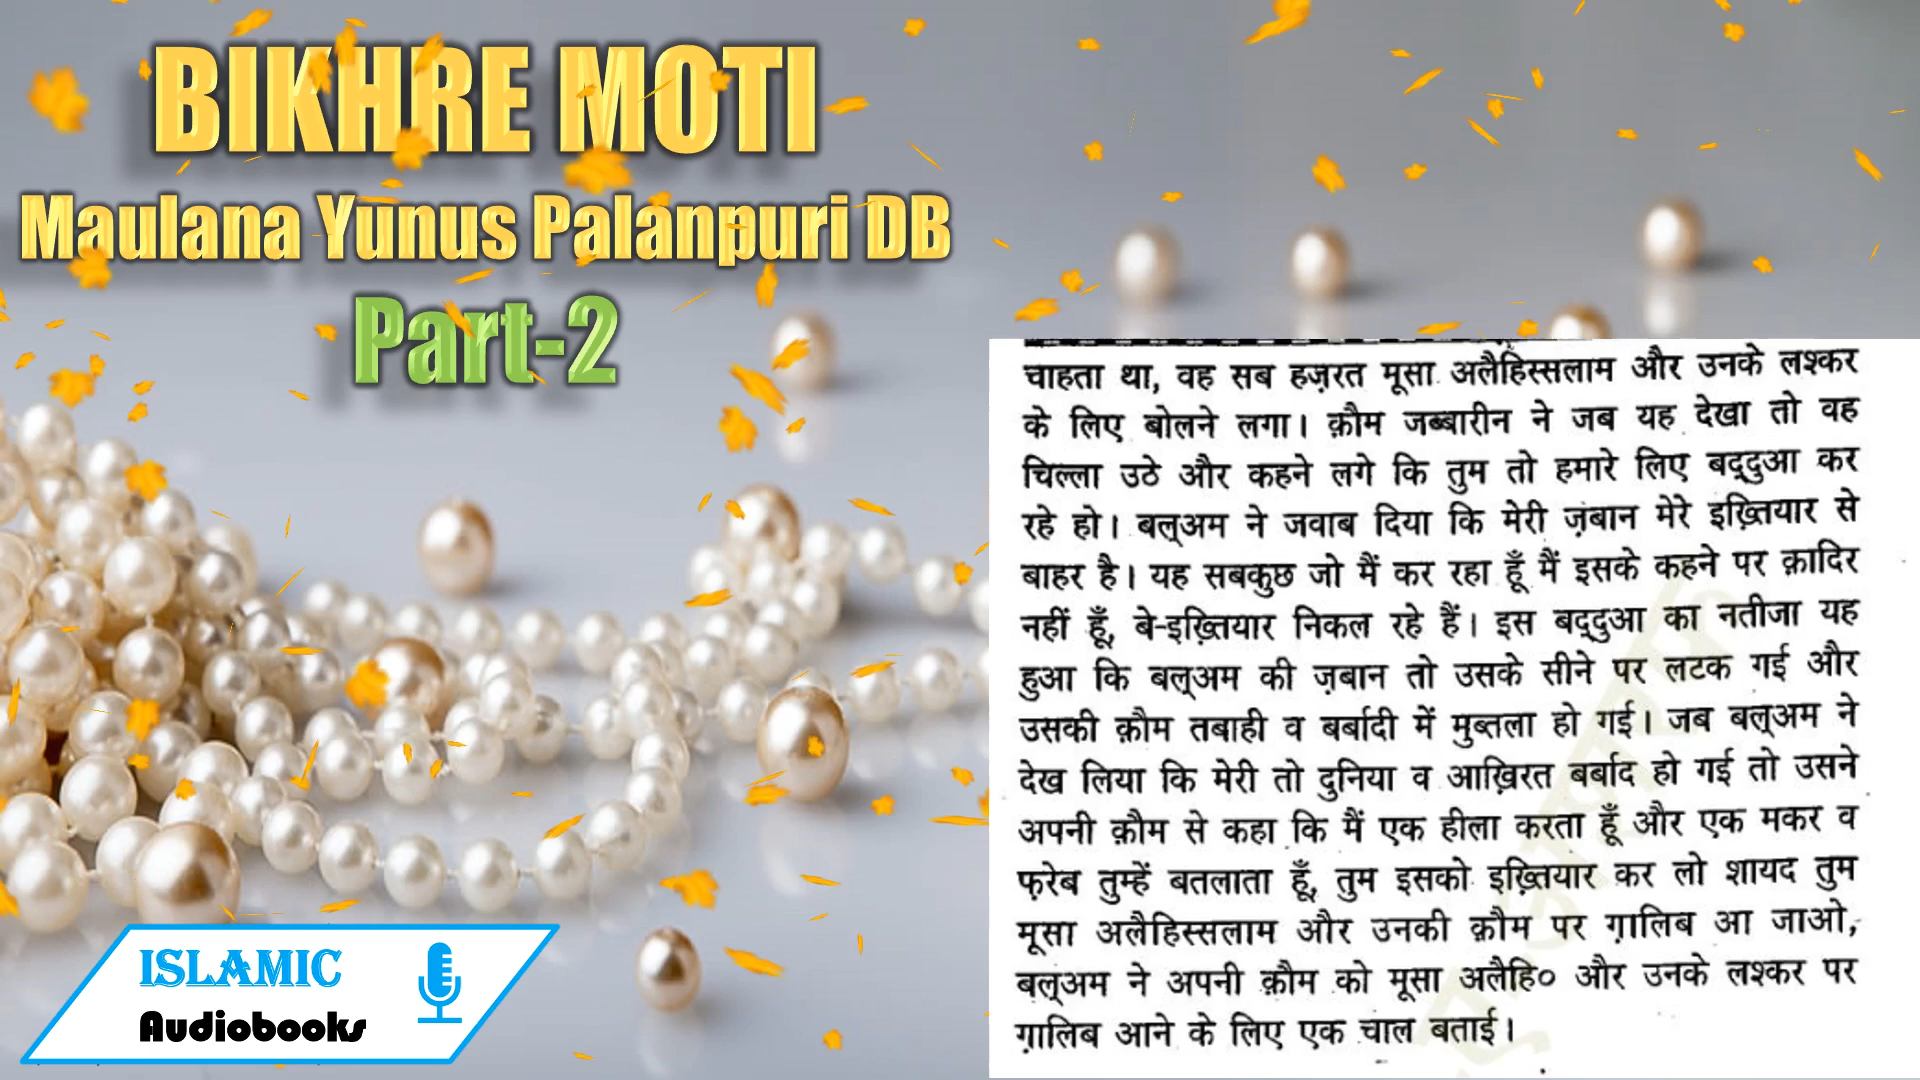 BIKHRE MOTI
Maulana Yunus Palanpuri DB
Part-2
चाहता था, वह सब हज़रत मूसा अलैहिस्सलाम और उनके लश्कर
के लिए बोलने लगा। क़ौम जब्बारीन ने जब यह देखा तो वह
चिल्ला उठे और कहने लगे कि तुम तो हमारे लिए बद्दुआ कर
रहे हो। बल्अम ने जवाब दिया कि मेरी ज़बान मेरे इख़्तियार से
बाहर है। यह सबकुछ जो मैं कर रहा हूँ मैं इसके कहने पर क़ादिर
नहीं हूँ, बे-इख़्तियार निकल रहे हैं। इस बद्दुआ का नतीजा यह
हुआ कि बल्अम की ज़बान तो उसके सीने पर लटक गई और
उसकी क़ौम तबाही व बर्बादी में मुब्तला हो गई। जब बल्अम ने
देख लिया कि मेरी तो दुनिया व आख़िरत बर्बाद हो गई तो उसने
अपनी क़ौम से कहा कि मैं एक हीला करता हूँ और एक मकर व
फ़रेब तुम्हें बतलाता हूँ, तुम इसको इख़्तियार कर लो शायद तुम
मूसा अलैहिस्सलाम और उनकी क़ौम पर ग़ालिब आ जाओ,
बल्अम ने अपनी क़ौम को मूसा अलैहि० और उनके लश्कर पर
ग़ालिब आने के लिए एक चाल बताई।
ISLAMIC
Audiobooks